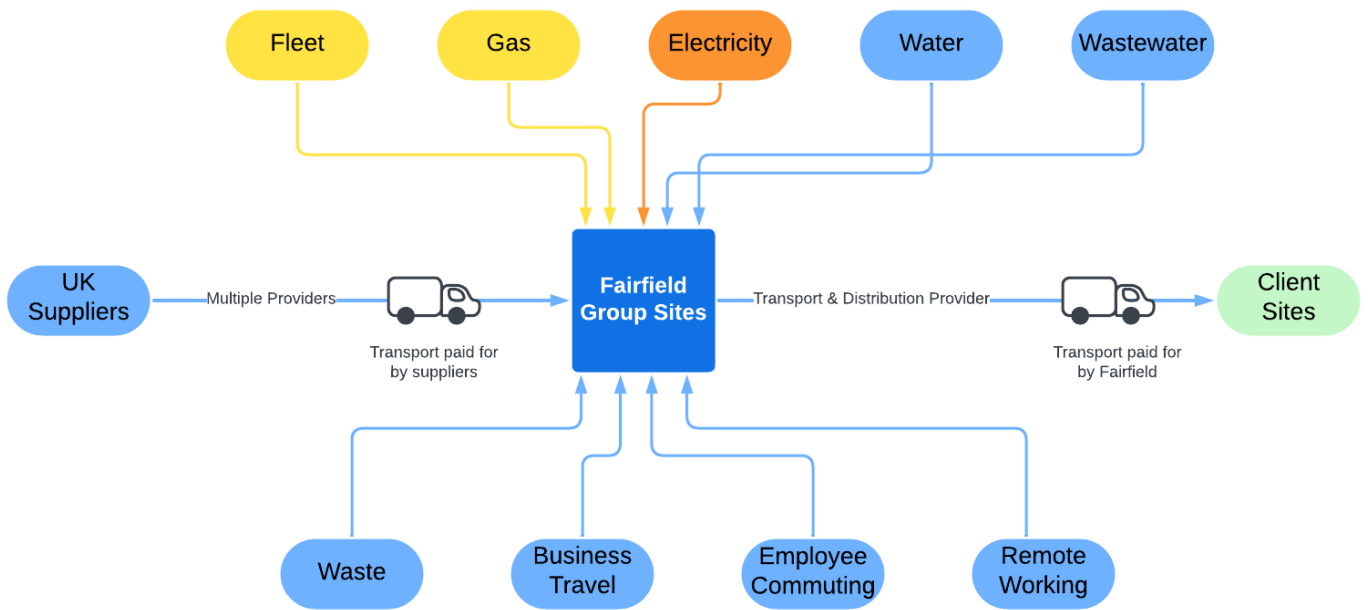 Fleet
Gas
Electricity
Water
Wastewater
UK
Suppliers
Multiple Providers
Transport paid for
by suppliers
Fairfield
Group Sites
Transport & Distribution Provider
Transport paid for
by Fairfield
Client
Sites
Waste
Business
Travel
Employee
Commuting
Remote
Working